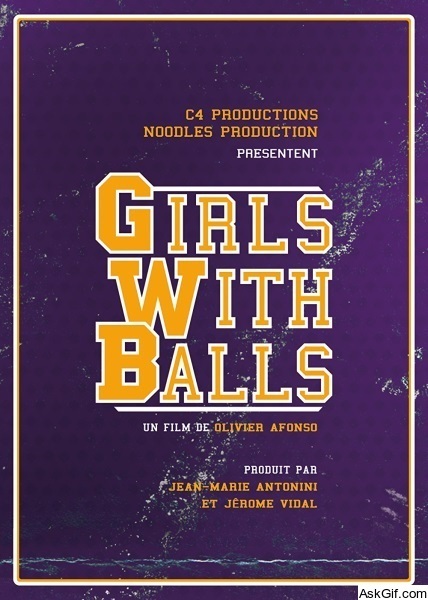 C4 PRODUCTIONS
NOODLES PRODUCTION
PRESENTENT
GIRLS
WITH
BALLS
UN FILM DE OLIVIER AFONSO
PRODUIT PAR
JEAN-MARIE ANTONINI
ET JÉROME VIDAL
AskGif.com